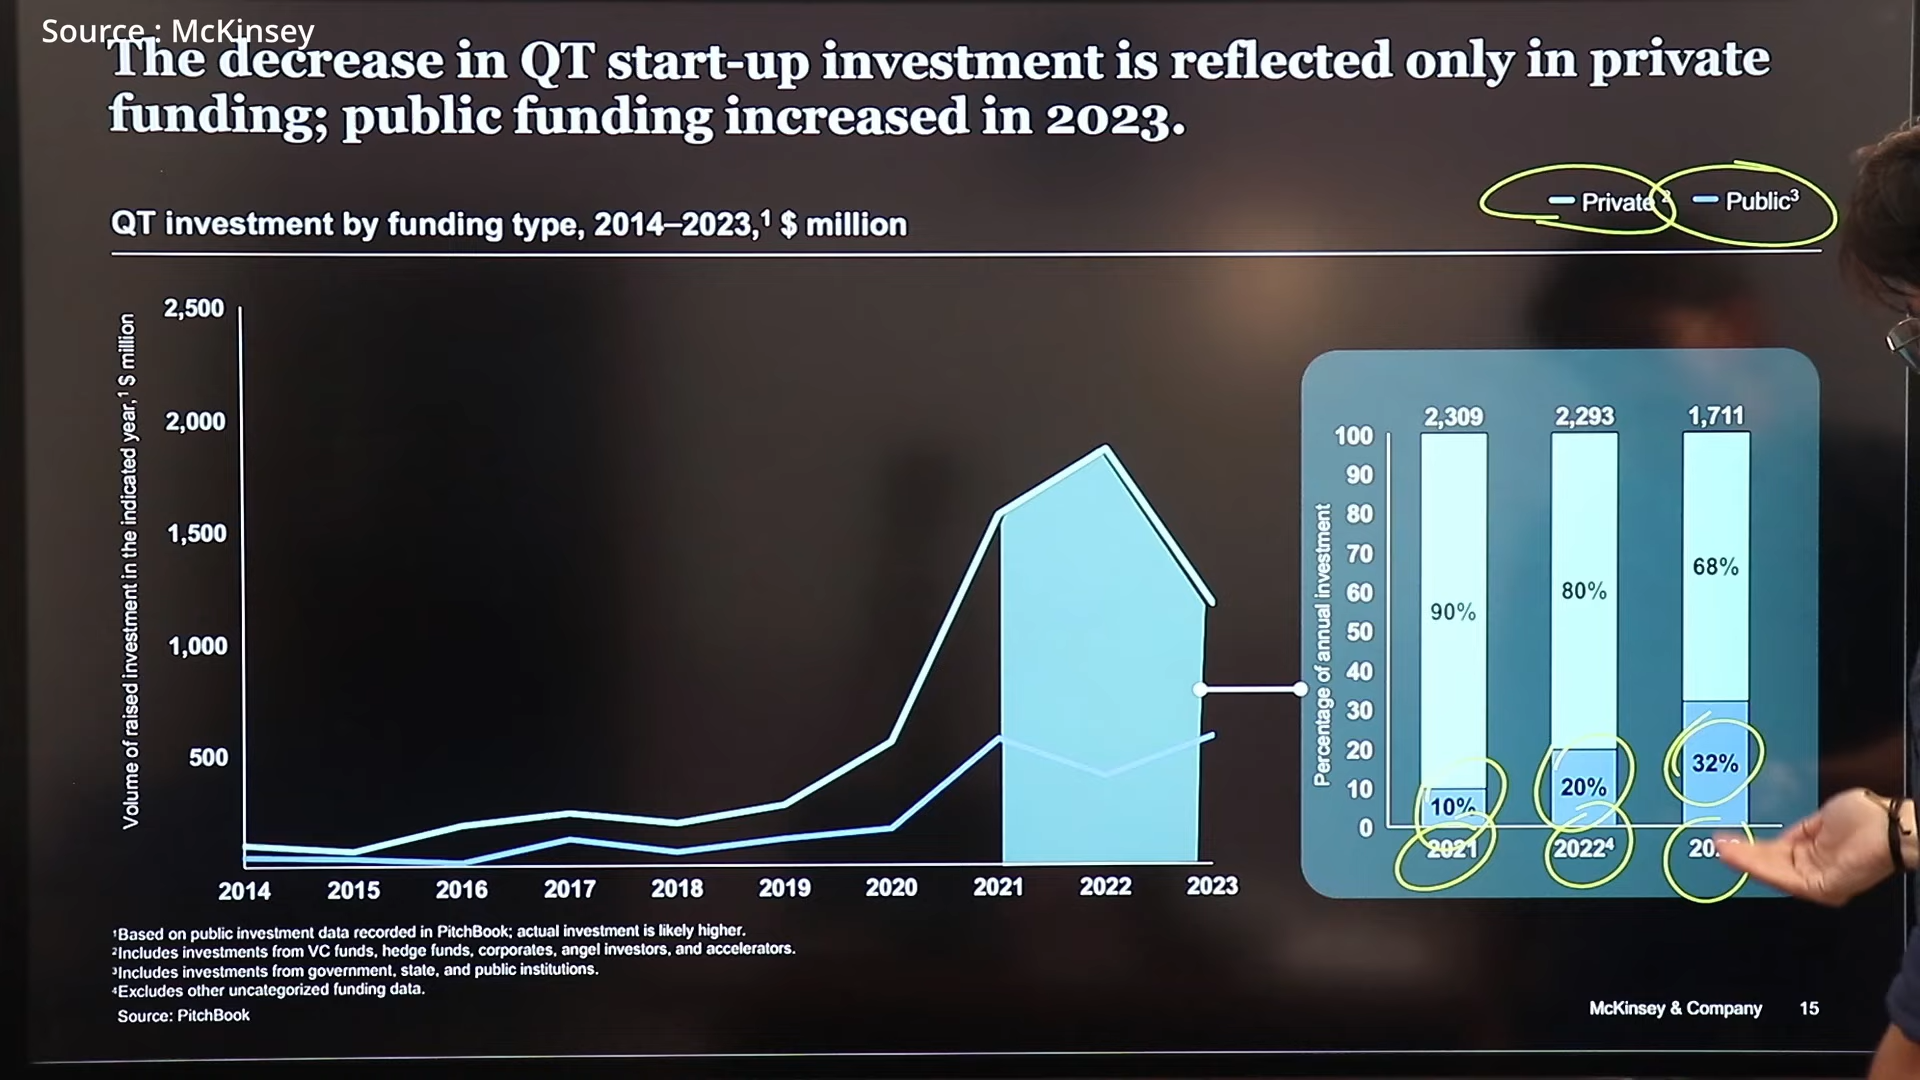 Source : McKinsey
The decrease in QT start-up investment is reflected only in private
funding; public funding increased in 2023.
Private 2 Public3
QT investment by funding type, 2014–2023,1 $ million
Volume of raised investment in the indicated year,1 $ million
2,500
2,000
1,500
1,000
500
2014 2015 2016 2017 2018 2019 2020 2021 2022 2023
Percentage of annual investment
2,309 2,293 1,711
100
90
80
70
60
50
40
30
20
10
0
90% 80% 68%
10% 20% 32%
2021 20224
1Based on public investment data recorded in PitchBook; actual investment is likely higher.
2Includes investments from VC funds, hedge funds, corporates, angel investors, and accelerators.
3Includes investments from government, state, and public institutions.
4Excludes other uncategorized funding data.
Source: PitchBook
McKinsey & Company 15